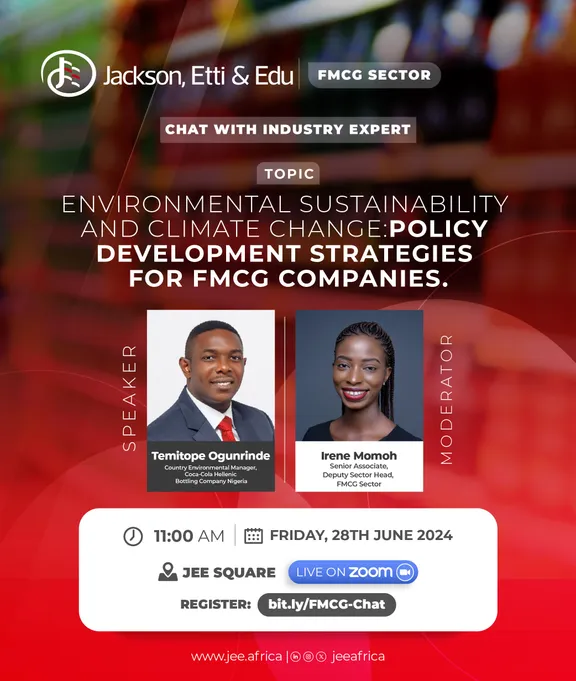 Jackson, Etti & Edu
FMCG SECTOR
CHAT WITH INDUSTRY EXPERT
TOPIC
ENVIRONMENTAL SUSTAINABILITY
AND CLIMATE CHANGE:POLICY
DEVELOPMENT STRATEGIES
FOR FMCG COMPANIES.
SPEAKER
Temitope Ogunrinde
Country Environmental Manager,
Coca-Cola Hellenic
Bottling Company Nigeria
Irene Momoh
Senior Associate,
Deputy Sector Head,
FMCG Sector
MODERATOR
11:00 AM
FRIDAY, 28TH JUNE 2024
JEE SQUARE
LIVE ON zoom
REGISTER: bit.ly/FMCG-Chat
www.jee.africa | jeeafrica